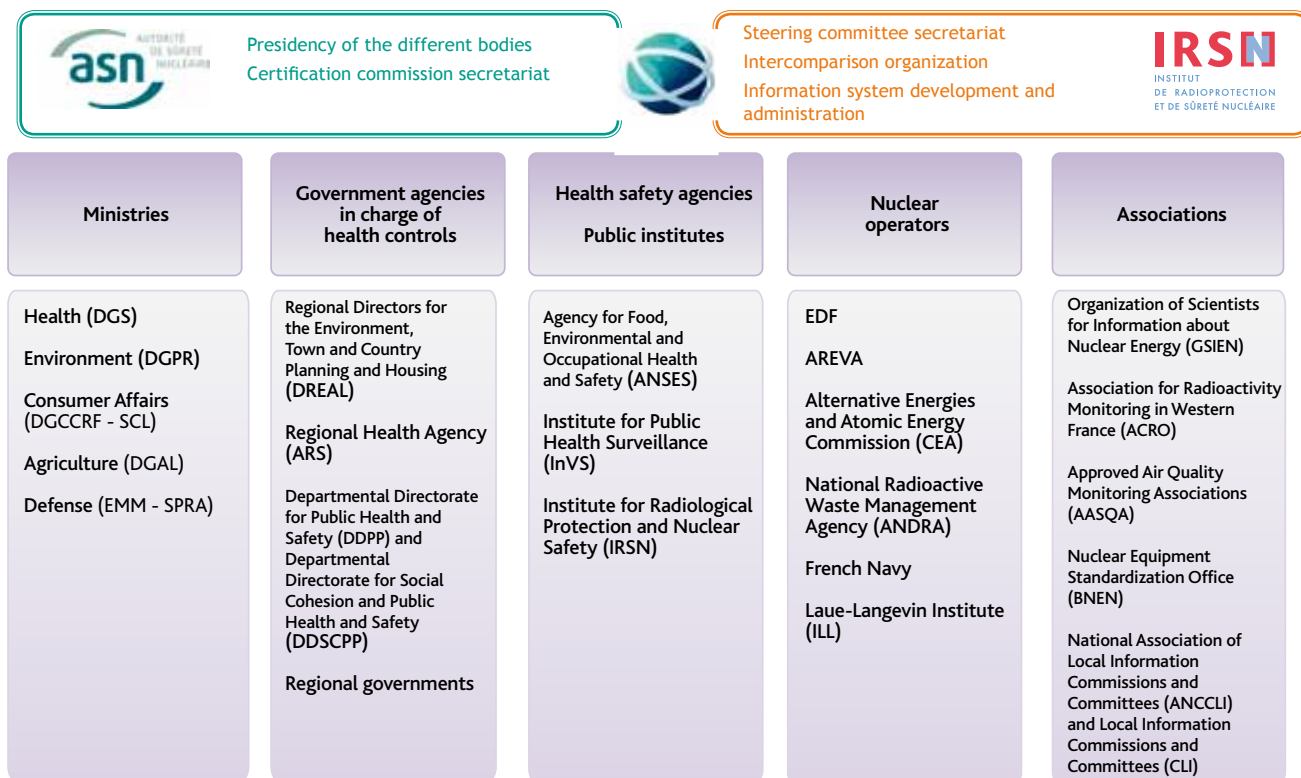 asn
AUTORITÉ
DE SÛRETÉ
NUCLÉAIRE
Presidency of the different bodies
Certification commission secretariat
Steering committee secretariat
Intercomparison organization
Information system development and
administration
IRSN
INSTITUT
DE RADIOPROTECTION
ET DE SÛRETÉ NUCLÉAIRE
Ministries
Health (DGS)
Environment (DGPR)
Consumer Affairs
(DGCCRF - SCL)
Agriculture (DGAL)
Defense (EMM - SPRA)
Government agencies
in charge of
health controls
Regional Directors for
the Environment,
Town and Country
Planning and Housing
(DREAL)
Regional Health Agency
(ARS)
Departmental Directorate
for Public Health and
Safety (DDPP) and
Departmental
Directorate for Social
Cohesion and Public
Health and Safety
(DDSCPP)
Regional governments
Health safety agencies
Public institutes
Agency for Food,
Environmental and
Occupational Health
and Safety (ANSES)
Institute for Public
Health Surveillance
(InVS)
Institute for Radiological
Protection and Nuclear
Safety (IRSN)
Nuclear
operators
EDF
AREVA
Alternative Energies
and Atomic Energy
Commission (CEA)
National Radioactive
Waste Management
Agency (ANDRA)
French Navy
Laue-Langevin Institute
(ILL)
Associations
Organization of Scientists
for Information about
Nuclear Energy (GSIEN)
Association for Radioactivity
Monitoring in Western
France (ACRO)
Approved Air Quality
Monitoring Associations
(AASQA)
Nuclear Equipment
Standardization Office
(BNEN)
National Association of
Local Information
Commissions and
Committees (ANCCLI)
and Local Information
Commissions and
Committees (CLI)